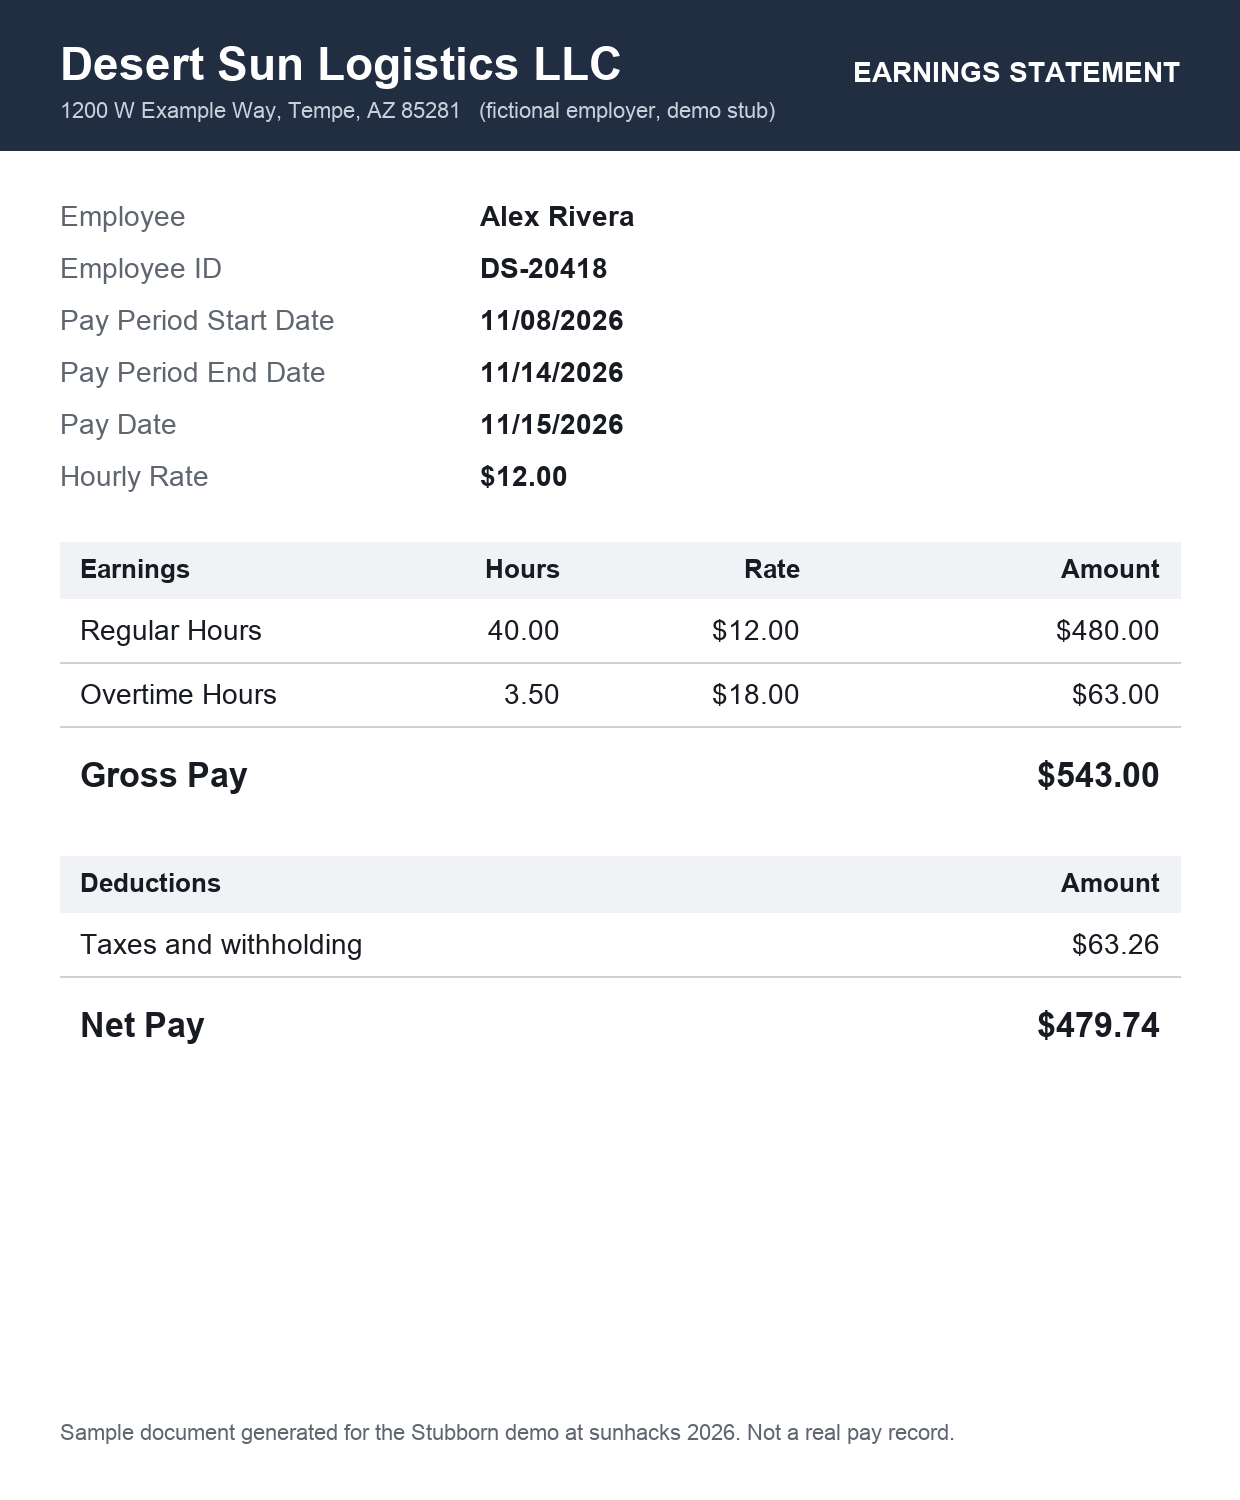 Desert Sun Logistics LLC
EARNINGS STATEMENT
1200 W Example Way, Tempe, AZ 85281 (fictional employer, demo stub)
Employee Alex Rivera
Employee ID DS-20418
Pay Period Start Date 11/08/2026
Pay Period End Date 11/14/2026
Pay Date 11/15/2026
Hourly Rate $12.00
Earnings Hours Rate Amount
Regular Hours 40.00 $12.00 $480.00
Overtime Hours 3.50 $18.00 $63.00
Gross Pay $543.00
Deductions Amount
Taxes and withholding $63.26
Net Pay $479.74
Sample document generated for the Stubborn demo at sunhacks 2026. Not a real pay record.